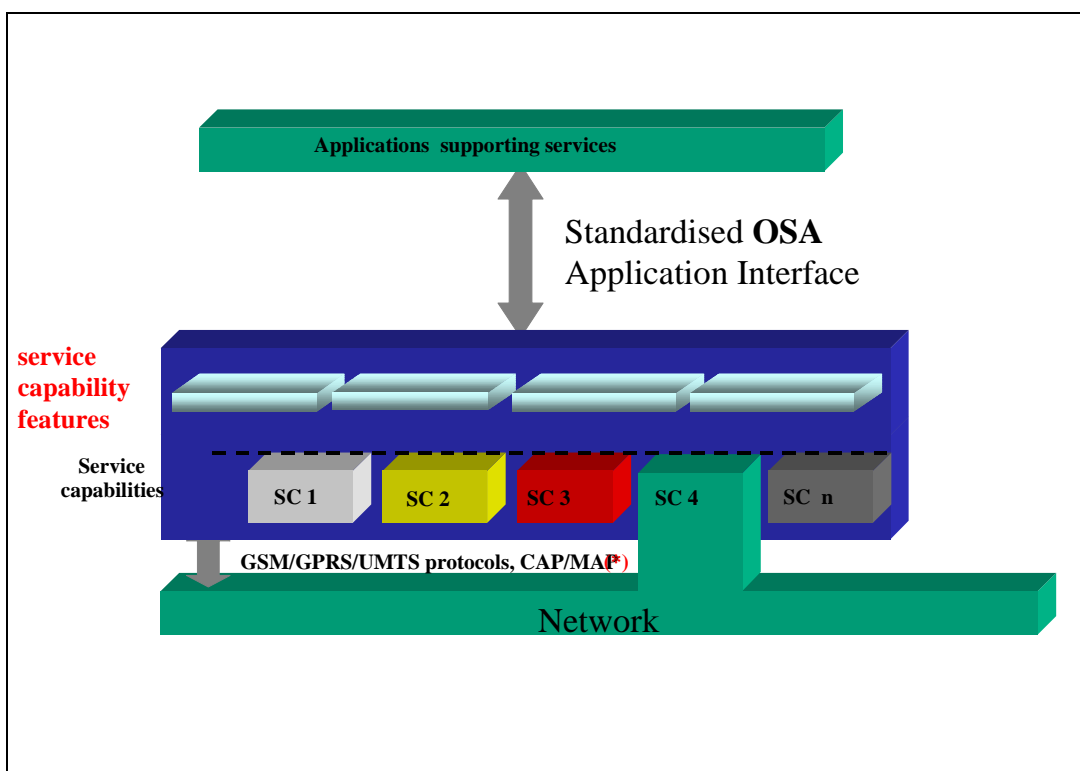 Applications supporting services
Standardised OSA
Application Interface
service
capability
features
Service
capabilities
SC 1
SC 2
SC 3
SC 4
SC n
GSM/GPRS/UMTS protocols, CAP/MAP(*)
Network